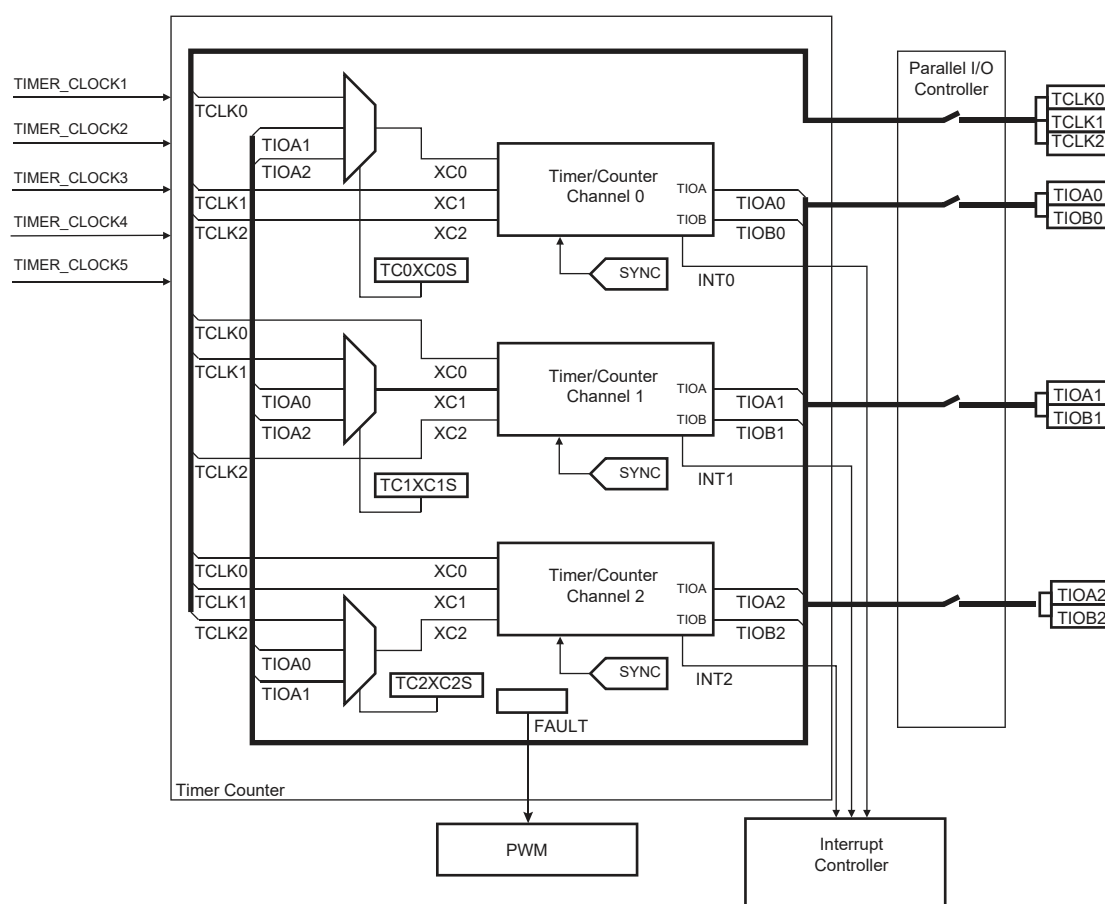 TIMER_CLOCK1
TIMER_CLOCK2
TIMER_CLOCK3
TIMER_CLOCK4
TIMER_CLOCK5
TCLK0
TIOA1
TIOA2
TCLK1
TCLK2
XC0
XC1
XC2
TC0XC0S
Timer/Counter
Channel 0
TIOA
TIOB
TIOA0
TIOB0
SYNC
INT0
TCLK0
TCLK1
TIOA0
TIOA2
TCLK2
XC0
XC1
XC2
TC1XC1S
Timer/Counter
Channel 1
TIOA
TIOB
TIOA1
TIOB1
SYNC
INT1
TCLK0
TCLK1
TCLK2
TIOA0
TIOA1
XC0
XC1
XC2
TC2XC2S
Timer/Counter
Channel 2
TIOA
TIOB
TIOA2
TIOB2
SYNC
INT2
FAULT
Timer Counter
PWM
Interrupt
Controller
Parallel I/O
Controller
TCLK0
TCLK1
TCLK2
TIOA0
TIOB0
TIOA1
TIOB1
TIOA2
TIOB2